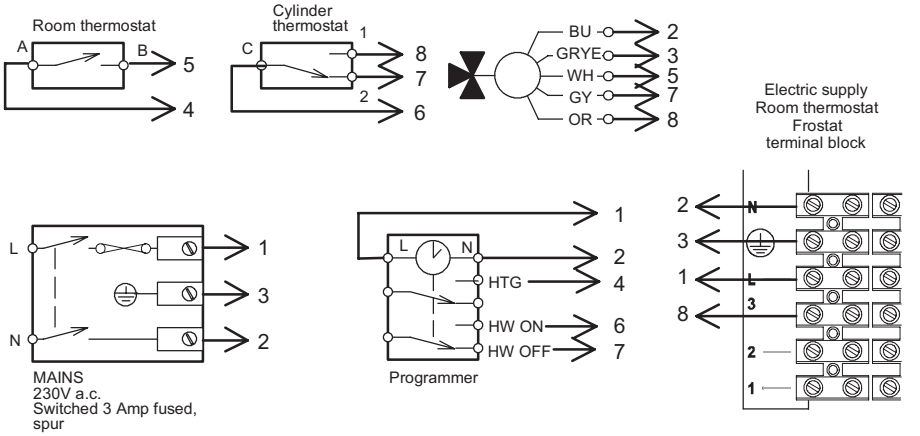 Room thermostat
A
B
5
4
Cylinder
thermostat
C
1
8
7
2
6
BU
2
GRYE
3
WH
5
GY
7
OR
8
Electric supply
Room thermostat
Frostat
terminal block
L
1
3
N
2
MAINS
230V a.c.
Switched 3 Amp fused,
spur
1
L
N
2
HTG
4
HW ON
6
HW OFF
7
Programmer
2
N
3
1
L
3
8
2
1